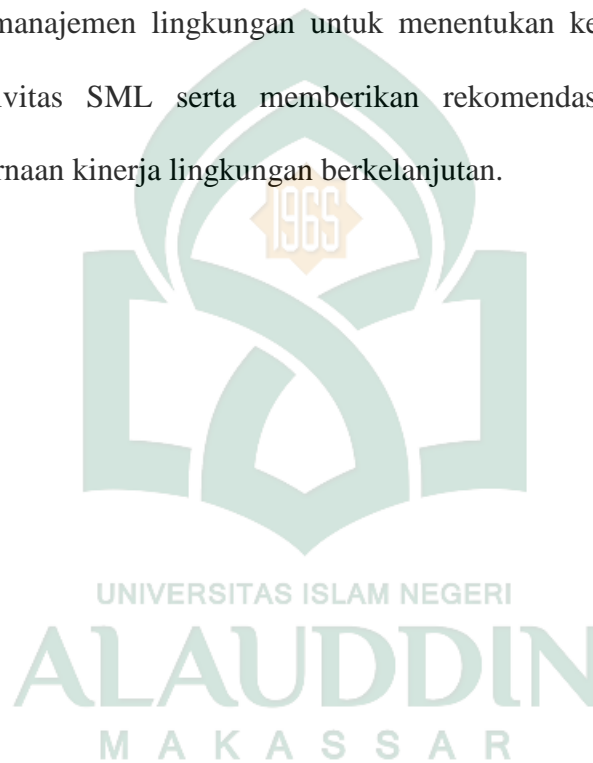 manajemen lingkungan untuk menentukan ke
vitas SML serta memberikan rekomendas
rnaan kinerja lingkungan berkelanjutan.
1965
UNIVERSITAS ISLAM NEGERI
ALAUDDIN
MAKASSAR